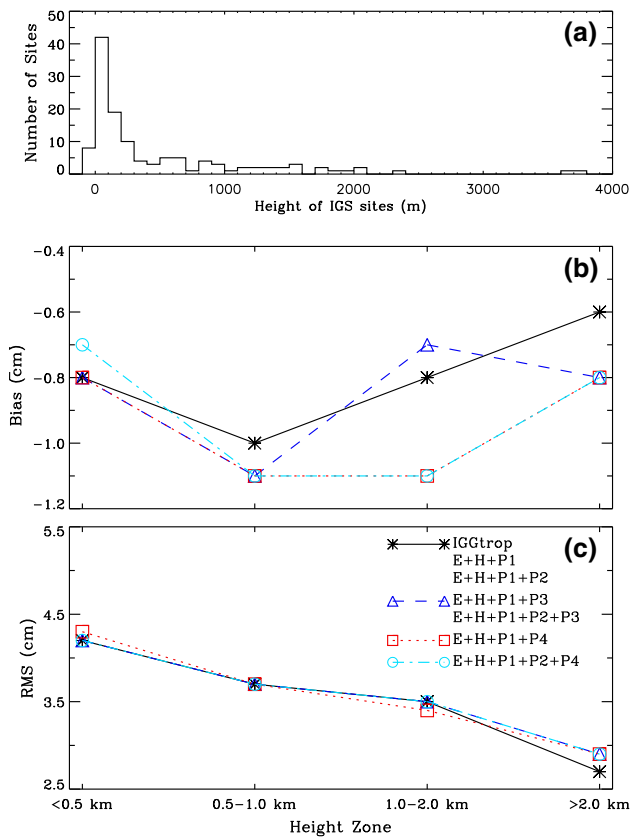 (a)
Number of Sites
50
40
30
20
10
0
0
1000
2000
3000
4000
Height of IGS sites (m)
(b)
Bias (cm)
-0.4
-0.6
-0.8
-1.0
-1.2
(c)
RMS (cm)
5.5
4.5
3.5
2.5
IGGtrop
E+H+P1
E+H+P1+P2
E+H+P1+P3
E+H+P1+P2+P3
E+H+P1+P4
E+H+P1+P2+P4
<0.5 km
0.5-1.0 km
1.0-2.0 km
>2.0 km
Height Zone